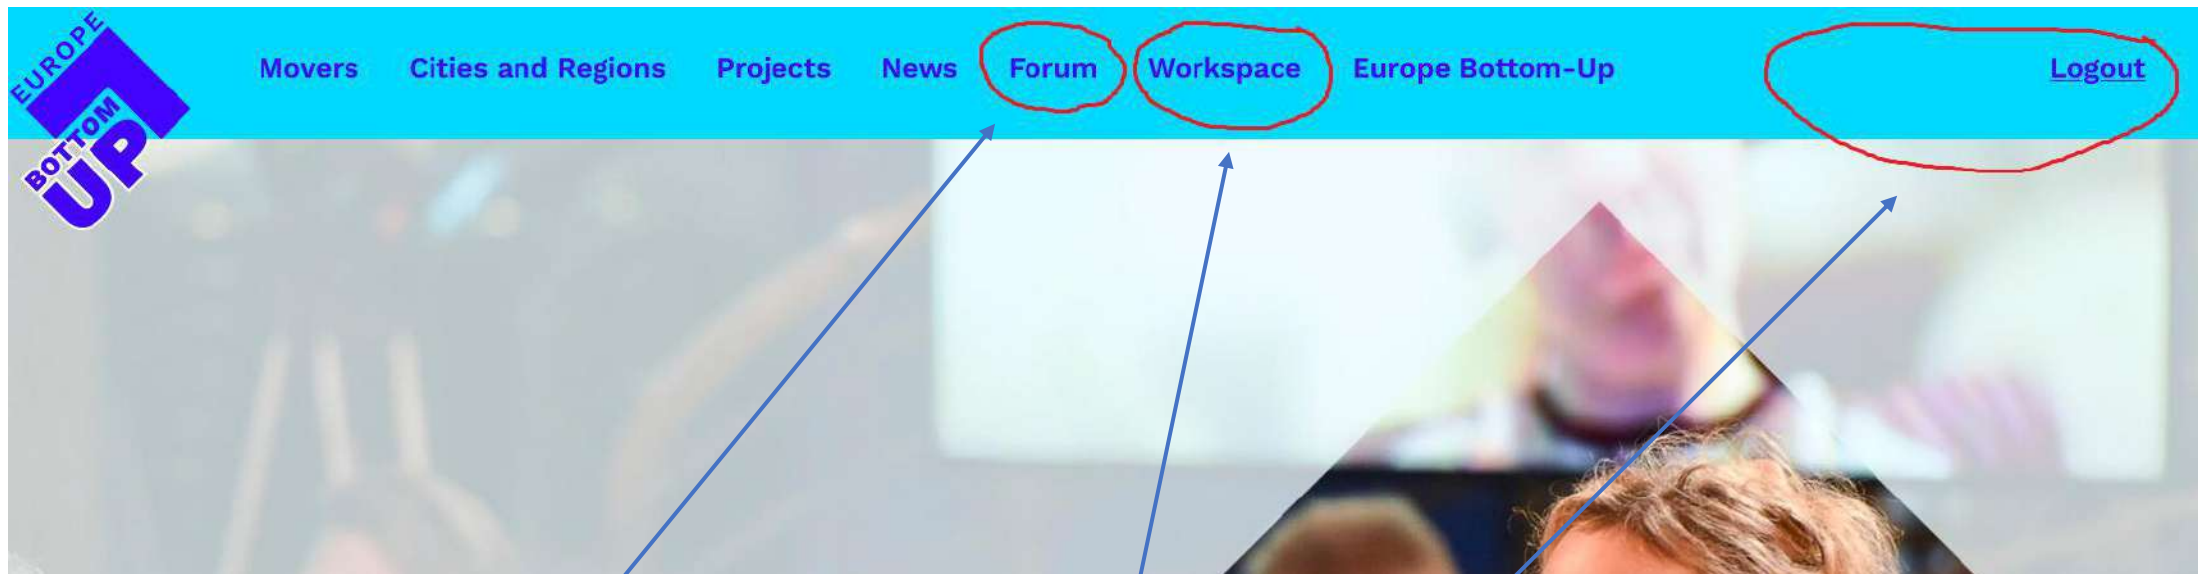 EUROPE
BOTTOM
UP
Movers Cities and Regions Projects News Forum Workspace Europe Bottom-Up Logout